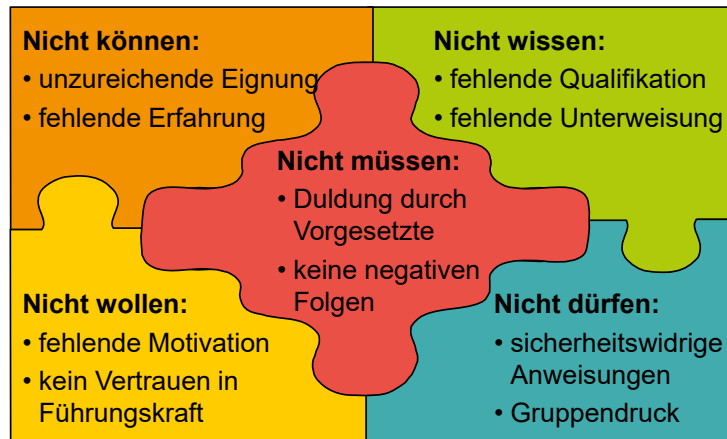 Nicht können:
• unzureichende Eignung
• fehlende Erfahrung
Nicht wissen:
• fehlende Qualifikation
• fehlende Unterweisung
Nicht müssen:
• Duldung durch
Vorgesetzte
• keine negativen
Folgen
Nicht wollen:
• fehlende Motivation
• kein Vertrauen in
Führungskraft
Nicht dürfen:
• sicherheitswidrige
Anweisungen
• Gruppendruck